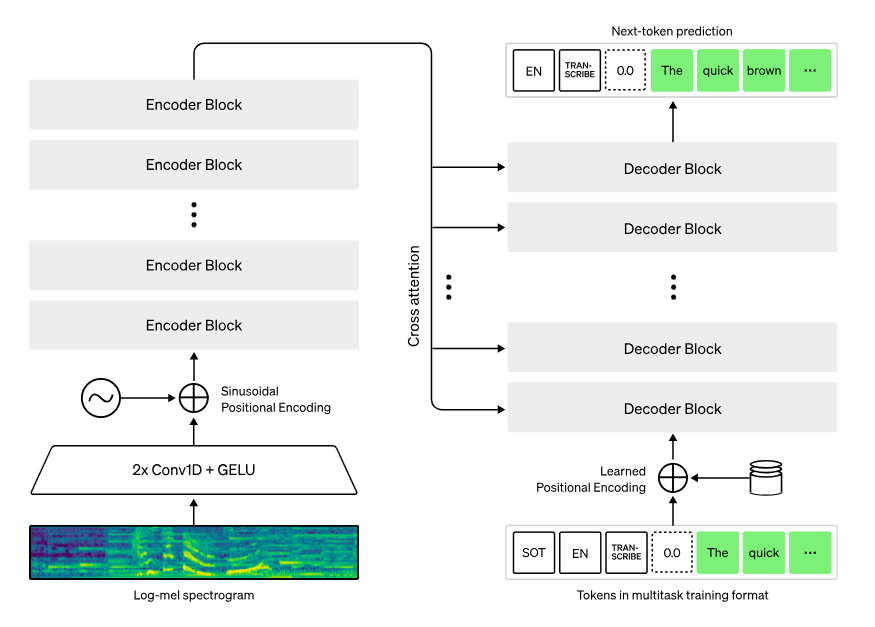 Next-token prediction
EN TRAN-SCRIBE 0.0 The quick brown ...
Encoder Block
Encoder Block
Encoder Block
Encoder Block
Sinusoidal
Positional Encoding
2x Conv1D + GELU
Log-mel spectrogram
Cross attention
Decoder Block
Decoder Block
Decoder Block
Decoder Block
Learned
Positional Encoding
SOT EN TRAN-SCRIBE 0.0 The quick ...
Tokens in multitask training format